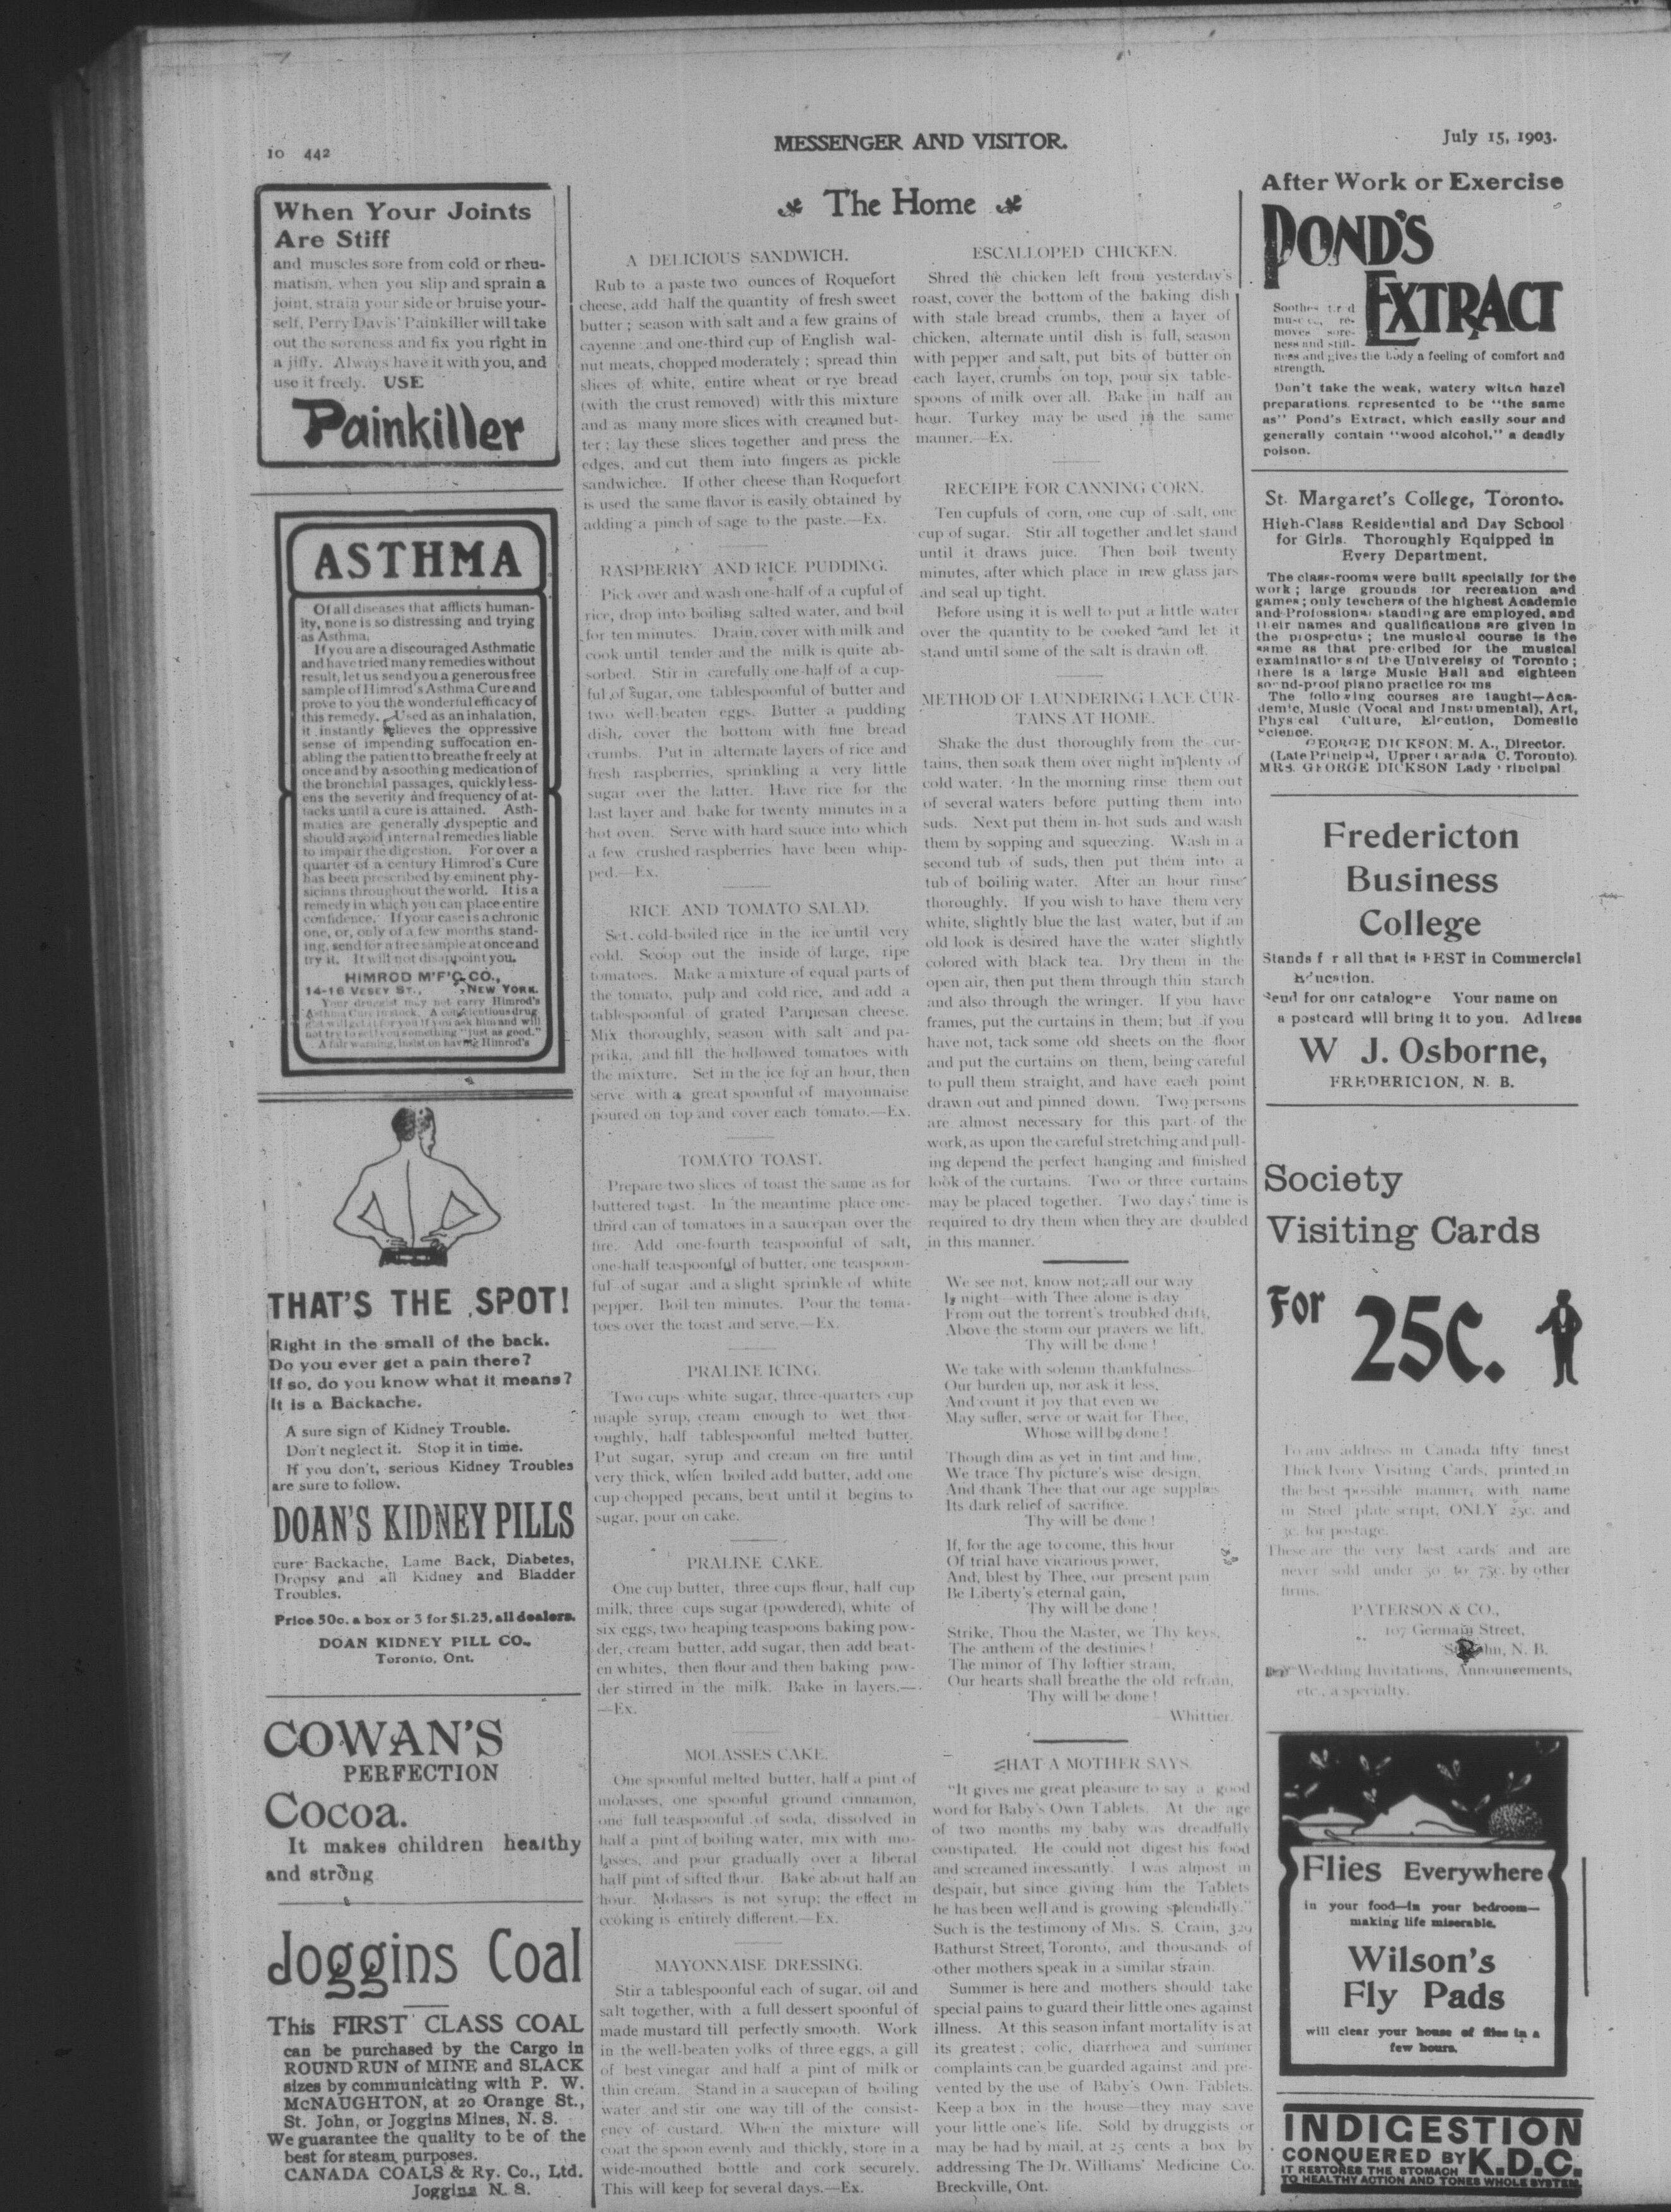 10 442
MESSENGER AND VISITOR.
July 15, 1903.
When Your Joints
Are Stiff
and muscles sore from cold or rheu-
matism, when you slip and sprain a
joint, strain your side or bruise your-
self, Perry Davis' Painkiller will take
out the soreness and fix you right in
a jiffy. Always have it with you, and
use it freely. USE
Painkiller
ASTHMA
Of all diseases that afflicts human-
ity, none is so distressing and trying
as Asthma.
If you are a discouraged Asthmatic
and have tried many remedies without
result, let us send you a generous free
sample of Himrod's Asthma Cure and
prove to you the wonderful efficacy of
this remedy. Used as an inhalation,
it instantly relieves the oppressive
sense of impending suffocation en-
abling the patient to breathe freely at
once and by a soothing medication of
the bronchial passages, quickly less-
ens the severity and frequency of at-
tacks until a cure is attained. Asth-
matics are generally dyspeptic and
should avoid internal remedies liable
to impair the digestion. For over a
quarter of a century Himrod's Cure
has been prescribed by eminent phy-
sicians throughout the world. It is a
remedy in which you can place entire
confidence. If your case is a chronic
one, or, only of a few months stand-
ing, send for a free sample at once and
try it. It will not disappoint you.
HIMROD M'F'G CO.,
14-16 VESEY ST., NEW YORK.
Your druggist may not carry Himrod's
Asthma Cure in stock. A conscientious drug-
gist will get it for you if you ask him and will
not try to sell you something "just as good."
A fair warning, insist on having Himrod's
THAT'S THE SPOT!
Right in the small of the back.
Do you ever get a pain there?
If so, do you know what it means?
It is a Backache.
A sure sign of Kidney Trouble.
Don't neglect it. Stop it in time.
If you don't, serious Kidney Troubles
are sure to follow.
DOAN'S KIDNEY PILLS
cure Backache, Lame Back, Diabetes,
Dropsy and all Kidney and Bladder
Troubles.
Price 50c. a box or 3 for $1.25, all dealers.
DOAN KIDNEY PILL CO.,
Toronto, Ont.
COWAN'S
PERFECTION
Cocoa.
It makes children healthy
and strong
Joggins Coal
This FIRST CLASS COAL
can be purchased by the Cargo in
ROUND RUN of MINE and SLACK
sizes by communicating with P. W.
McNAUGHTON, at 20 Orange St.,
St. John, or Joggins Mines, N. S.
We guarantee the quality to be of the
best for steam purposes.
CANADA COALS & Ry. Co., Ltd.
Joggins N. S.
The Home
A DELICIOUS SANDWICH.
Rub to a paste two ounces of Roquefort
cheese, add half the quantity of fresh sweet
butter ; season with salt and a few grains of
cayenne and one-third cup of English wal-
nut meats, chopped moderately ; spread thin
slices of white, entire wheat or rye bread
(with the crust removed) with this mixture
and as many more slices with creamed but-
ter ; lay these slices together and press the
edges, and cut them into fingers as pickle
sandwichee. If other cheese than Roquefort
is used the same flavor is easily obtained by
adding a pinch of sage to the paste.—Ex.
RASPBERRY AND RICE PUDDING.
Pick over and wash one-half of a cupful of
rice, drop into boiling salted water, and boil
for ten minutes. Drain, cover with milk and
cook until tender and the milk is quite ab-
sorbed. Stir in carefully one-half of a cup-
ful of sugar, one tablespoonful of butter and
two well-beaten eggs. Butter a pudding
dish, cover the bottom with fine bread
crumbs. Put in alternate layers of rice and
fresh raspberries, sprinkling a very little
sugar over the latter. Have rice for the
last layer and bake for twenty minutes in a
hot oven. Serve with hard sauce into which
a few crushed raspberries have been whip-
ped.—Ex.
RICE AND TOMATO SALAD.
Set cold-boiled rice in the ice until very
cold. Scoop out the inside of large, ripe
tomatoes. Make a mixture of equal parts of
the tomato, pulp and cold rice, and add a
tablespoonful of grated Parmesan cheese.
Mix thoroughly, season with salt and pa-
prika, and fill the hollowed tomatoes with
the mixture. Set in the ice for an hour, then
serve with a great spoonful of mayonnaise
poured on top and cover each tomato.—Ex.
TOMATO TOAST.
Prepare two slices of toast the same as for
buttered toast. In the meantime place one-
third can of tomatoes in a saucepan over the
fire. Add one-fourth teaspoonful of salt,
one-half teaspoonful of butter, one teaspoon-
ful of sugar and a slight sprinkle of white
pepper. Boil ten minutes. Pour the toma-
toes over the toast and serve.—Ex.
PRALINE ICING.
Two cups white sugar, three-quarters cup
maple syrup, cream enough to wet thor-
oughly, half tablespoonful melted butter.
Put sugar, syrup and cream on fire until
very thick, when boiled add butter, add one
cup chopped pecans, beat until it begins to
sugar, pour on cake.
PRALINE CAKE.
One cup butter, three cups flour, half cup
milk, three cups sugar (powdered), white of
six eggs, two heaping teaspoons baking pow-
der, cream butter, add sugar, then add beat-
en whites, then flour and then baking pow-
der stirred in the milk. Bake in layers.—
—Ex.
MOLASSES CAKE.
One spoonful melted butter, half a pint of
molasses, one spoonful ground cinnamon,
one full teaspoonful of soda, dissolved in
half a pint of boiling water, mix with mo-
lasses, and pour gradually over a liberal
half pint of sifted flour. Bake about half an
hour. Molasses is not syrup; the effect in
cooking is entirely different.—Ex.
MAYONNAISE DRESSING.
Stir a tablespoonful each of sugar, oil and
salt together, with a full dessert spoonful of
made mustard till perfectly smooth. Work
in the well-beaten yolks of three eggs, a gill
of best vinegar and half a pint of milk or
thin cream. Stand in a saucepan of boiling
water and stir one way till of the consist-
ency of custard. When the mixture will
coat the spoon evenly and thickly, store in a
wide-mouthed bottle and cork securely.
This will keep for several days.—Ex.
ESCALLOPED CHICKEN.
Shred the chicken left from yesterday's
roast, cover the bottom of the baking dish
with stale bread crumbs, then a layer of
chicken, alternate until dish is full, season
with pepper and salt, put bits of butter on
each layer, crumbs on top, pour six table-
spoons of milk over all. Bake in half an
hour. Turkey may be used in the same
manner.—Ex.
RECEIPE FOR CANNING CORN.
Ten cupfuls of corn, one cup of salt, one
cup of sugar. Stir all together and let stand
until it draws juice. Then boil twenty
minutes, after which place in new glass jars
and seal up tight.
Before using it is well to put a little water
over the quantity to be cooked and let it
stand until some of the salt is drawn off.
METHOD OF LAUNDERING LACE CUR-
TAINS AT HOME.
Shake the dust thoroughly from the cur-
tains, then soak them over night in plenty of
cold water. In the morning rinse them out
of several waters before putting them into
suds. Next put them in hot suds and wash
them by sopping and squeezing. Wash in a
second tub of suds, then put them into a
tub of boiling water. After an hour rinse
thoroughly. If you wish to have them very
white, slightly blue the last water, but if an
old look is desired have the water slightly
colored with black tea. Dry them in the
open air, then put them through thin starch
and also through the wringer. If you have
frames, put the curtains in them; but if you
have not, tack some old sheets on the floor
and put the curtains on them, being careful
to pull them straight, and have each point
drawn out and pinned down. Two persons
are almost necessary for this part of the
work, as upon the careful stretching and pull-
ing depend the perfect hanging and finished
look of the curtains. Two or three curtains
may be placed together. Two days' time is
required to dry them when they are doubled
in this manner.
We see not, know not; all our way
Is night—with Thee alone is day
From out the torrent's troubled drift,
Above the storm our prayers we lift,
Thy will be done !
We take with solemn thankfulness
Our burden up, nor ask it less,
And count it joy that even we
May suffer, serve or wait for Thee,
Whose will be done !
Though dim as yet in tint and line,
We trace Thy picture's wise design,
And thank Thee that our age supplies
Its dark relief of sacrifice.
Thy will be done !
If, for the age to come, this hour
Of trial have vicarious power,
And, blest by Thee, our present pain
Be Liberty's eternal gain,
Thy will be done !
Strike, Thou the Master, we Thy keys,
The anthem of the destinies !
The minor of Thy loftier strain,
Our hearts shall breathe the old refrain,
Thy will be done !
—Whittier.
HAT A MOTHER SAYS.
"It gives me great pleasure to say a good
word for Baby's Own Tablets. At the age
of two months my baby was dreadfully
constipated. He could not digest his food
and screamed incessantly. I was almost in
despair, but since giving him the Tablets
he has been well and is growing splendidly."
Such is the testimony of Mrs. S. Crain, 329
Bathurst Street, Toronto, and thousands of
other mothers speak in a similar strain.
Summer is here and mothers should take
special pains to guard their little ones against
illness. At this season infant mortality is at
its greatest ; colic, diarrhoea and summer
complaints can be guarded against and pre-
vented by the use of Baby's Own Tablets.
Keep a box in the house—they may save
your little one's life. Sold by druggists or
may be had by mail, at 25 cents a box by
addressing The Dr. Williams' Medicine Co.
Breckville, Ont.
After Work or Exercise
POND'S
EXTRACT
Soothes tired
muscles, re-
moves sore-
ness and stiff-
ness and gives the body a feeling of comfort and
strength.
Don't take the weak, watery witch hazel
preparations represented to be "the same
as" Pond's Extract, which easily sour and
generally contain "wood alcohol," a deadly
poison.
St. Margaret's College, Toronto.
High-Class Residential and Day School
for Girls. Thoroughly Equipped in
Every Department.
The class-rooms were built specially for the
work ; large grounds for recreation and
games ; only teachers of the highest Academic
and Professional standing are employed, and
their names and qualifications are given in
the prospectus ; the musical course is the
same as that pre-cribed for the musical
examinations of the Univereisy of Toronto ;
there is a large Music Hall and eighteen
sound-proof piano practice rooms
The following courses are taught—Aca-
demic, Music (Vocal and Instrumental), Art,
Physical Culture, Elocution, Domestic
Science.
GEORGE DICKSON, M. A., Director.
(Late Principal, Upper Canada C. Toronto).
MRS. GEORGE DICKSON Lady Principal
Fredericton
Business
College
Stands f r all that is BEST in Commercial
Education.
Send for our catalogue Your name on
a postcard will bring it to you. Address
W J. Osborne,
FREDERICTON, N. B.
Society
Visiting Cards
For 25c.
To any address in Canada fifty finest
Thick Ivory Visiting Cards, printed in
the best possible manner, with name
in Steel plate script, ONLY 25c. and
3c. for postage.
These are the very best cards and are
never sold under 50 to 75c. by other
firms.
PATERSON & CO.,
107 Germain Street,
St. John, N. B.
Wedding Invitations, Announcements,
etc., a specialty.
Flies Everywhere
in your food—in your bedroom—
making life miserable.
Wilson's
Fly Pads
will clear your house of flies in a
few hours.
INDIGESTION
CONQUERED BY K.D.C.
IT RESTORES THE STOMACH
TO HEALTHY ACTION AND TONES WHOLE SYSTEM.